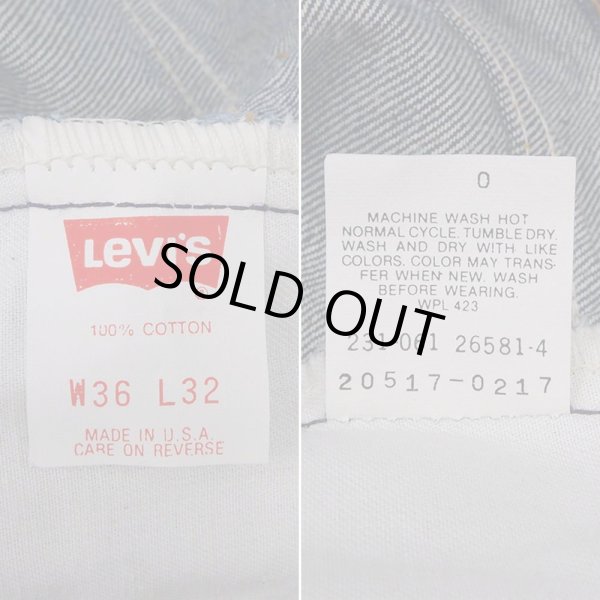 Levi's
100% COTTON
W36 L32
MADE IN U.S.A.
CARE ON REVERSE
0
MACHINE WASH HOT
NORMAL CYCLE. TUMBLE DRY.
WASH AND DRY WITH LIKE
COLORS. COLOR MAY TRANS-
FER WHEN NEW. WASH
BEFORE WEARING.
WPL 423
231-061 26581-4
20517-0217
SOLD OUT